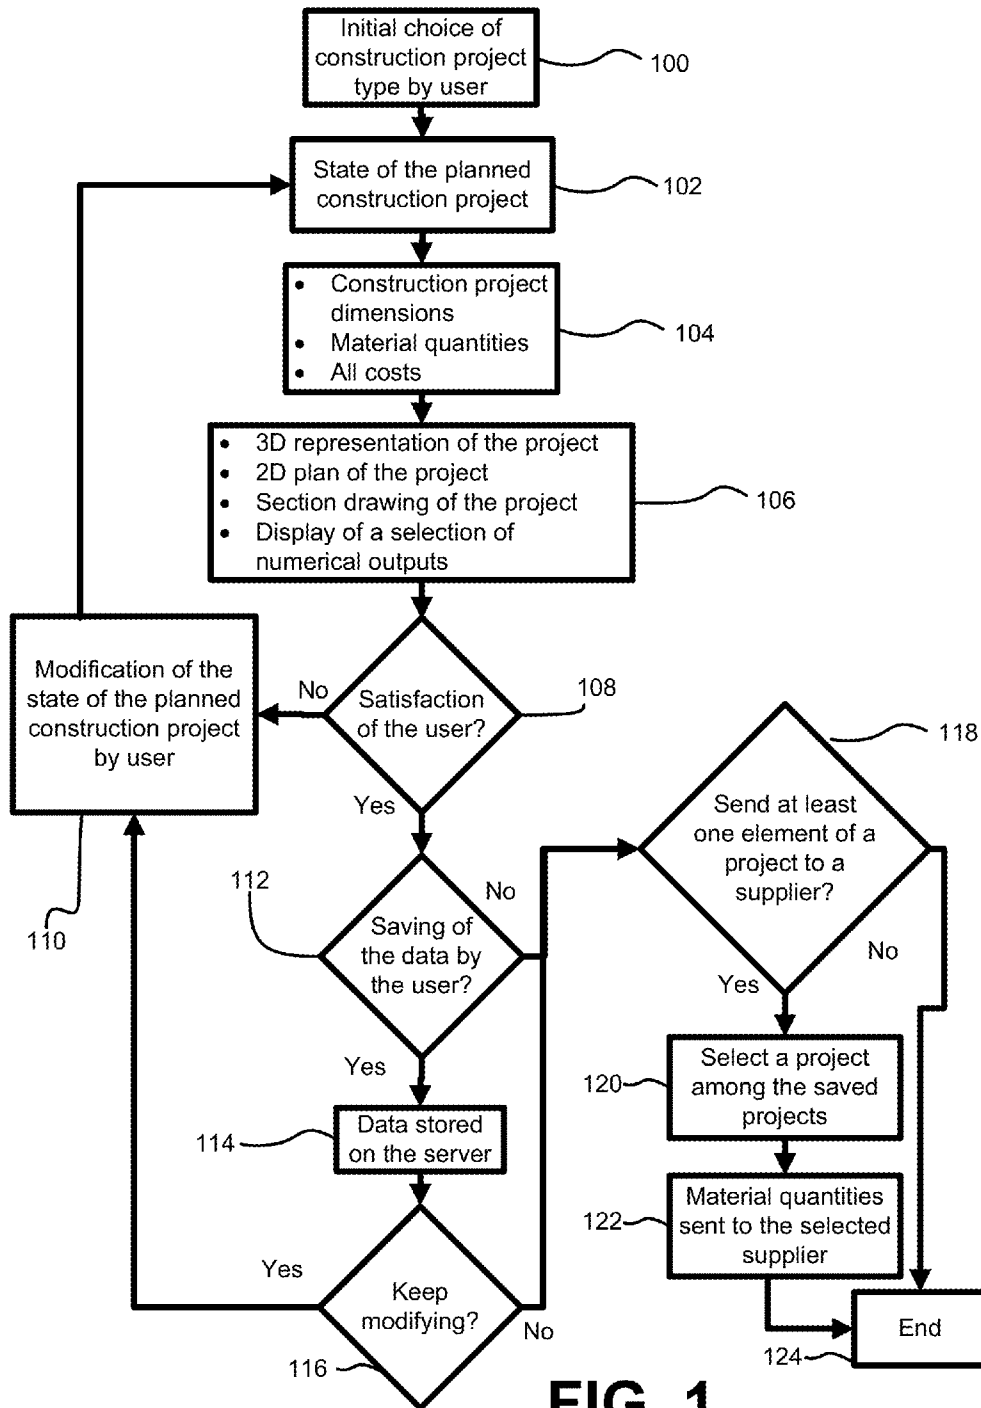 Initial choice of
construction project
type by user
100
State of the planned
construction project
102
• Construction project
dimensions
• Material quantities
• All costs
104
• 3D representation of the project
• 2D plan of the project
• Section drawing of the project
• Display of a selection of
numerical outputs
106
Modification of the
state of the planned
construction project
by user
110
No
Satisfaction
of the user?
108
Yes
112
Saving of
the data by
the user?
No
Yes
114
Data stored
on the server
Yes
Keep
modifying?
No
116
118
Send at least
one element of a
project to a
supplier?
No
Yes
120
Select a project
among the saved
projects
122
Material quantities
sent to the selected
supplier
End
124
FIG. 1